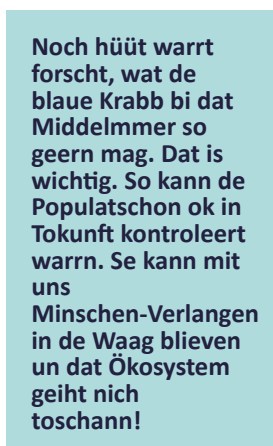 Noch hüüt warrt
forscht, wat de
blaue Krabb bi dat
Middelmmer so
geern mag. Dat is
wichtig. So kann de
Populatschon ok in
Tokunft kontroleert
warrn. Se kann mit
uns
Minschen-Verlangen
in de Waag blieven
un dat Ökosystem
geiht nich
toschann!